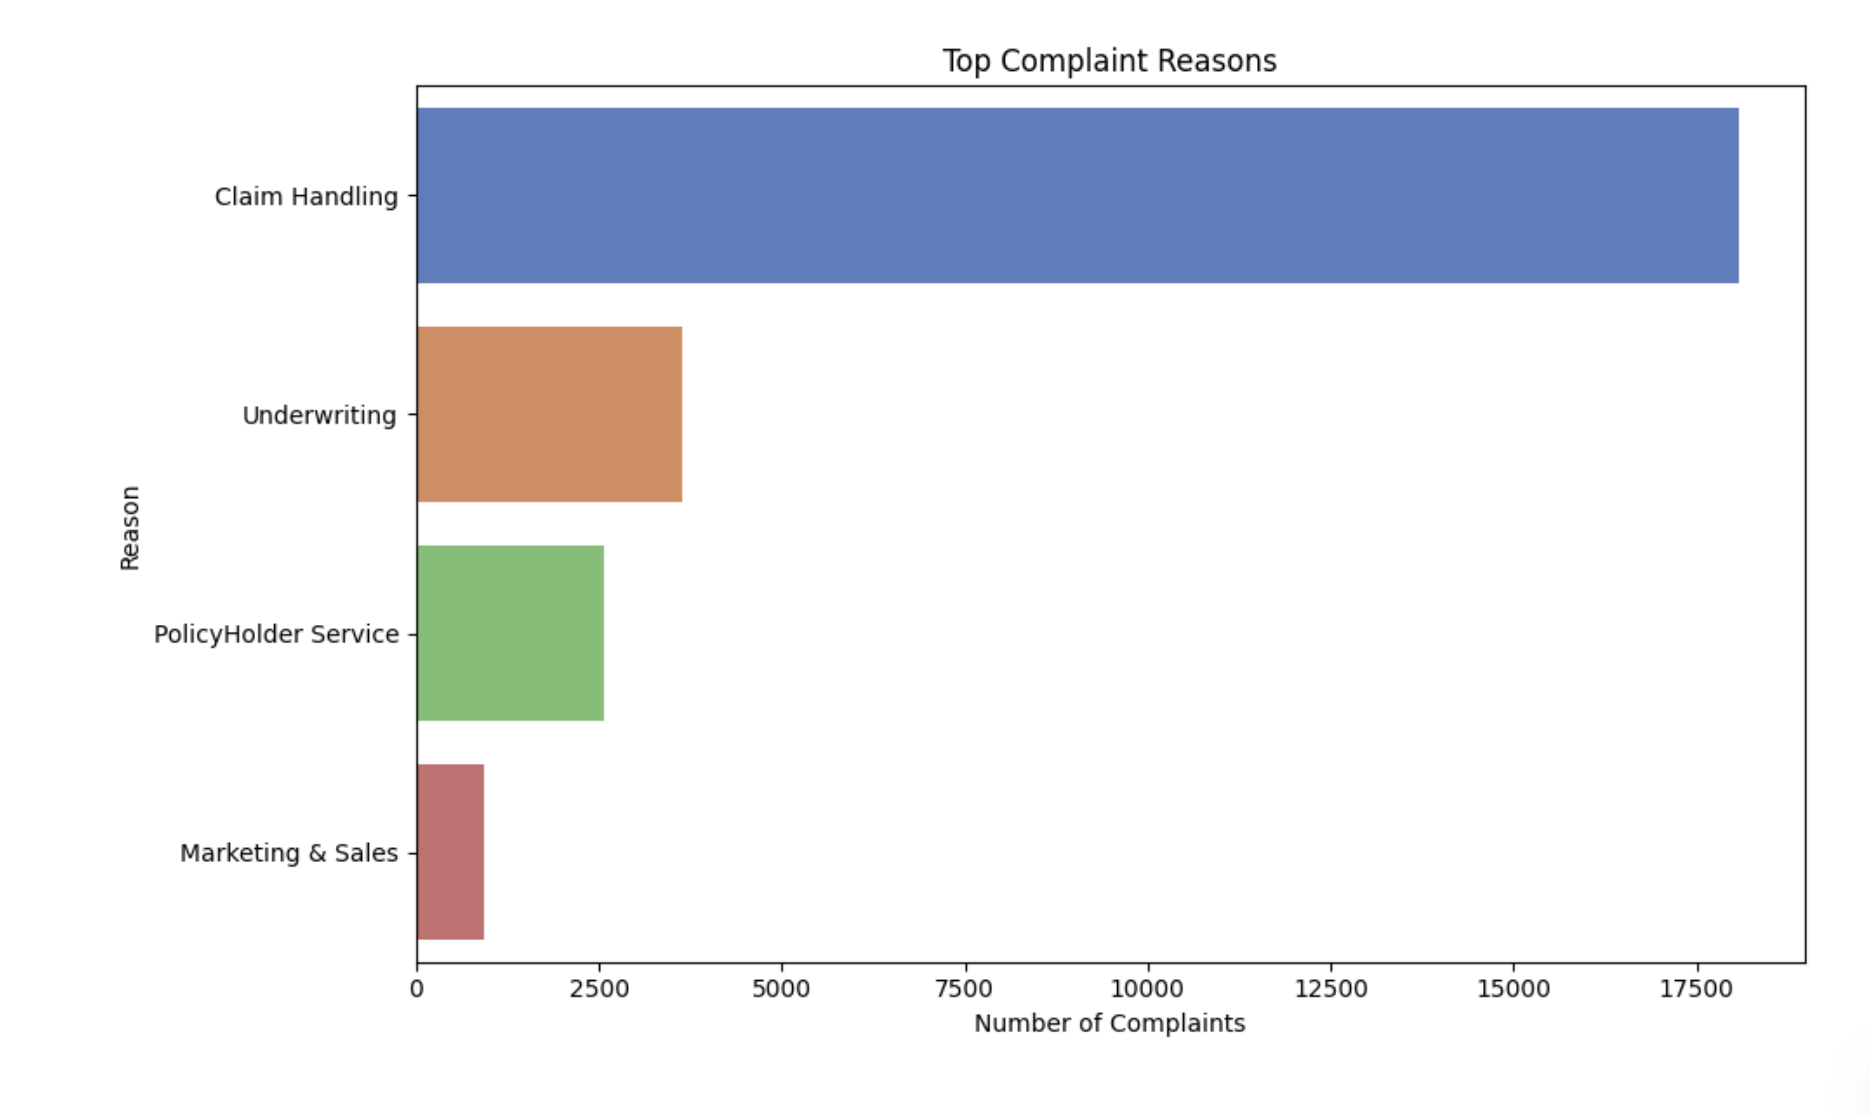 Top Complaint Reasons
Claim Handling
Underwriting
PolicyHolder Service
Marketing & Sales
Reason
0 2500 5000 7500 10000 12500 15000 17500
Number of Complaints